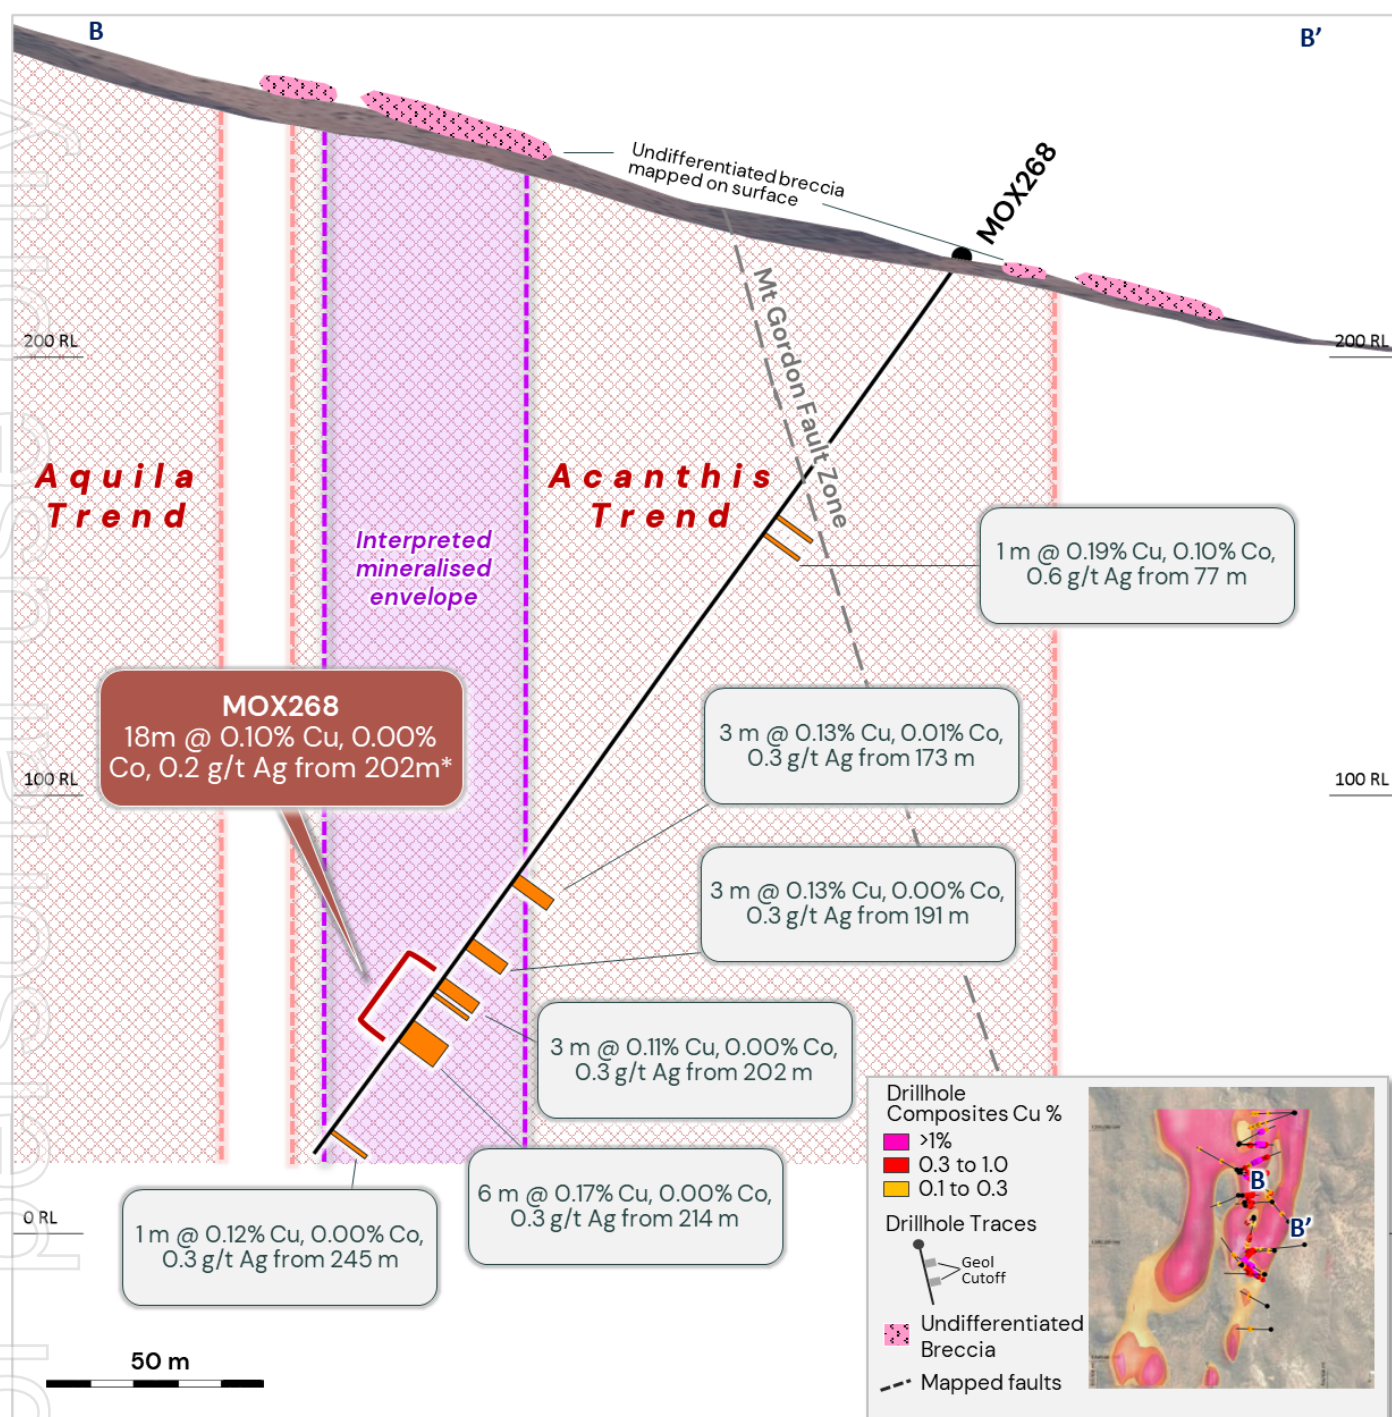 B
B’
MOX268
Undifferentiated breccia
mapped on surface
Mt Gordon Fault Zone
200 RL
200 RL
Aquila
Trend
Acanthis
Trend
Interpreted
mineralised
envelope
1 m @ 0.19% Cu, 0.10% Co,
0.6 g/t Ag from 77 m
MOX268
18m @ 0.10% Cu, 0.00%
Co, 0.2 g/t Ag from 202m*
3 m @ 0.13% Cu, 0.01% Co,
0.3 g/t Ag from 173 m
100 RL
100 RL
3 m @ 0.13% Cu, 0.00% Co,
0.3 g/t Ag from 191 m
3 m @ 0.11% Cu, 0.00% Co,
0.3 g/t Ag from 202 m
6 m @ 0.17% Cu, 0.00% Co,
0.3 g/t Ag from 214 m
1 m @ 0.12% Cu, 0.00% Co,
0.3 g/t Ag from 245 m
0 RL
50 m
Drillhole
Composites Cu %
>1%
0.3 to 1.0
0.1 to 0.3
Drillhole Traces
Geol
Cutoff
Undifferentiated
Breccia
Mapped faults
B
B’